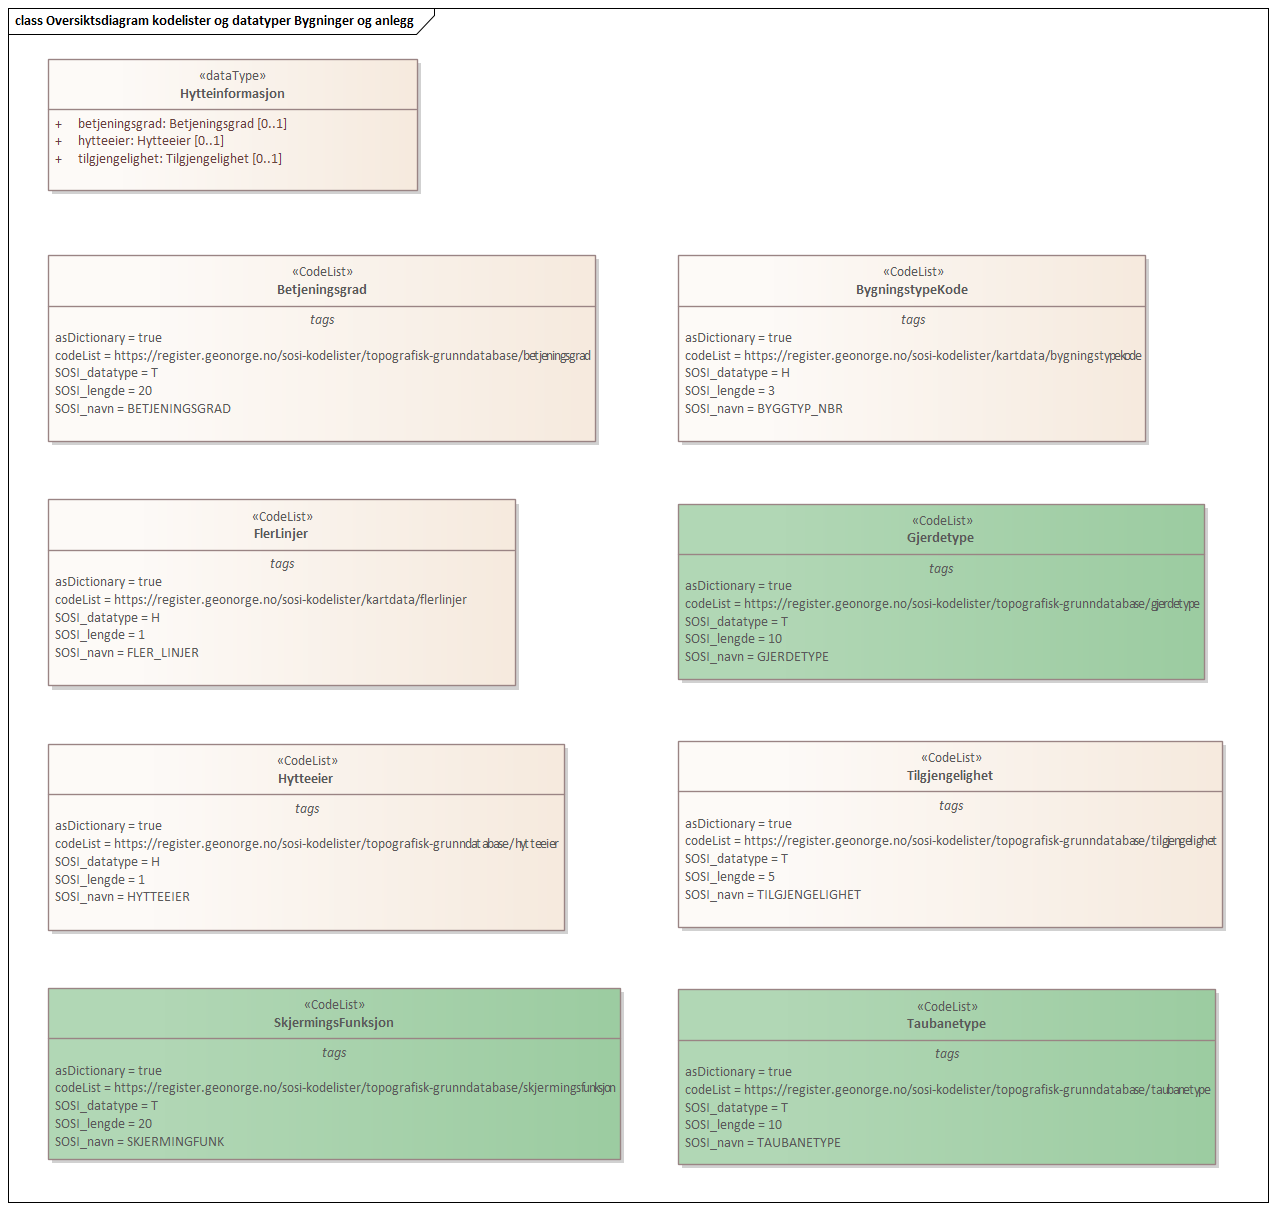 class Oversiktsdiagram kodelister og datatyper Bygninger og anlegg
«dataType»
Hytteinformasjon
+ betjeningsgrad: Betjeningsgrad [0..1]
+ hytteeier: Hytteeier [0..1]
+ tilgjengelighet: Tilgjengelighet [0..1]
«CodeList»
Betjeningsgrad
tags
asDictionary = true
codeList = https://register.geonorge.no/sosi-kodelister/topografisk-grunndatabase/betjeningsgrad
SOSI_datatype = T
SOSI_lengde = 20
SOSI_navn = BETJENINGSGRAD
«CodeList»
BygningstypeKode
tags
asDictionary = true
codeList = https://register.geonorge.no/sosi-kodelister/kartdata/bygningstypekode
SOSI_datatype = H
SOSI_lengde = 3
SOSI_navn = BYGGTYP_NBR
«CodeList»
FlerLinjer
tags
asDictionary = true
codeList = https://register.geonorge.no/sosi-kodelister/kartdata/flerlinjer
SOSI_datatype = H
SOSI_lengde = 1
SOSI_navn = FLER_LINJER
«CodeList»
Gjerdetype
tags
asDictionary = true
codeList = https://register.geonorge.no/sosi-kodelister/topografisk-grunndatabase/gjerdetype
SOSI_datatype = T
SOSI_lengde = 10
SOSI_navn = GJERDETYPE
«CodeList»
Hytteeier
tags
asDictionary = true
codeList = https://register.geonorge.no/sosi-kodelister/topografisk-grunndatabase/hytteeier
SOSI_datatype = H
SOSI_lengde = 1
SOSI_navn = HYTTEEIER
«CodeList»
Tilgjengelighet
tags
asDictionary = true
codeList = https://register.geonorge.no/sosi-kodelister/topografisk-grunndatabase/tilgjengelighet
SOSI_datatype = T
SOSI_lengde = 5
SOSI_navn = TILGJENGELIGHET
«CodeList»
SkjermingsFunksjon
tags
asDictionary = true
codeList = https://register.geonorge.no/sosi-kodelister/topografisk-grunndatabase/skjermingsfunksjon
SOSI_datatype = T
SOSI_lengde = 20
SOSI_navn = SKJERMINGFUNK
«CodeList»
Taubanetype
tags
asDictionary = true
codeList = https://register.geonorge.no/sosi-kodelister/topografisk-grunndatabase/taubanetype
SOSI_datatype = T
SOSI_lengde = 10
SOSI_navn = TAUBANETYPE